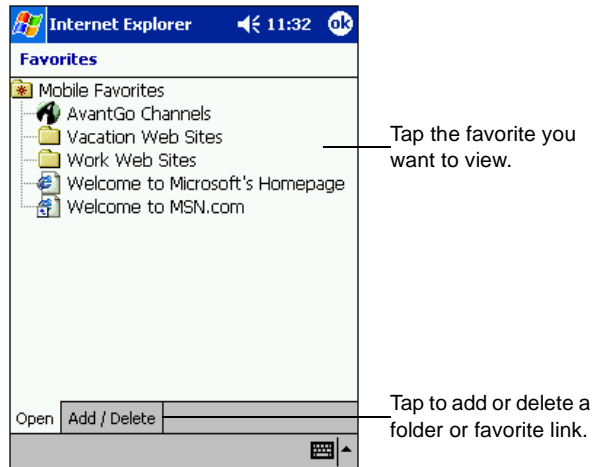 Internet Explorer 11:32 ok
Favorites
Mobile Favorites
AvantGo Channels
Vacation Web Sites
Work Web Sites
Welcome to Microsoft's Homepage
Welcome to MSN.com
Tap the favorite you
want to view.
Open Add / Delete
Tap to add or delete a
folder or favorite link.